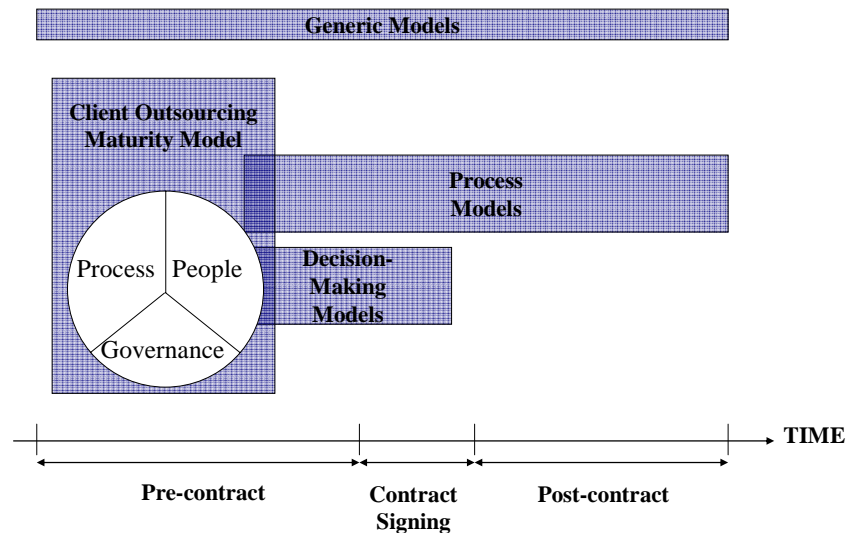 Generic Models
Client Outsourcing
Maturity Model
Process
Models
Process People
Decision-
Making
Models
Governance
TIME
Pre-contract
Contract
Signing
Post-contract